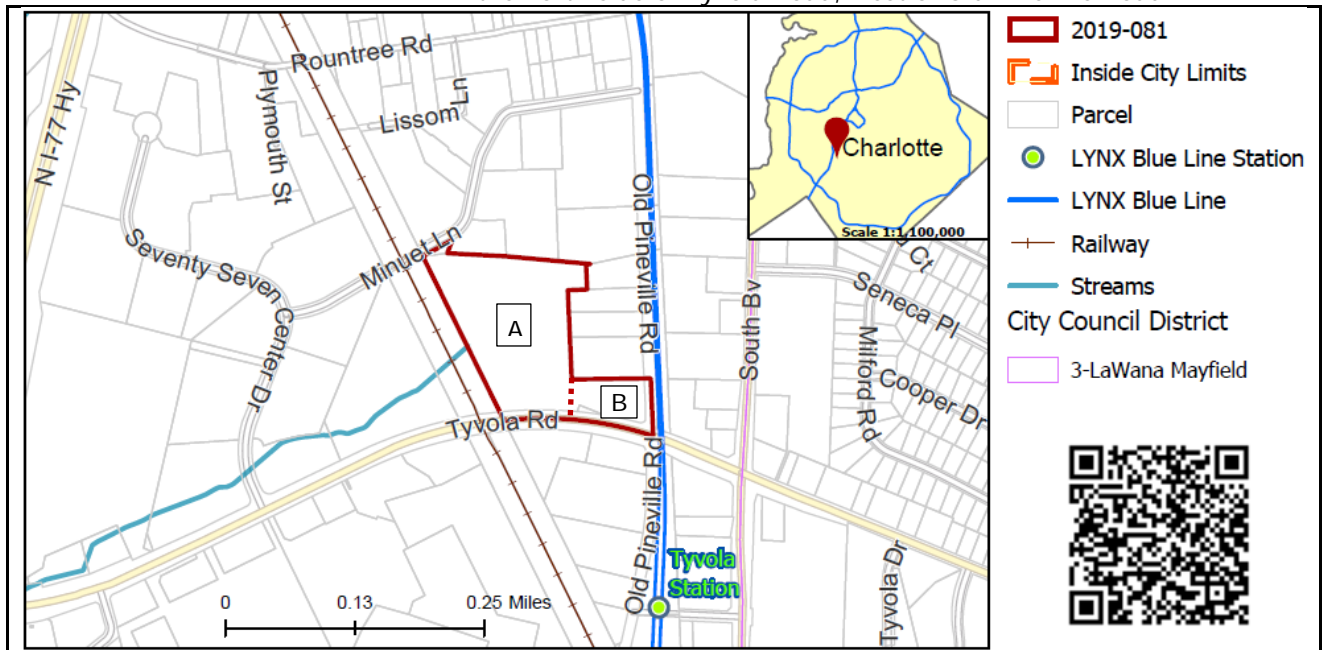 Rountree Rd
Plymouth St
Lissom Ln
N I-77 Hy
Old Pineville Rd
Charlotte
Scale 1:1,100,000
Seventy Seven Center Dr
Minuet Ln
Ct
Seneca Pl
South Bv
Milford Rd
A
Cooper Dr
B
Tyvola Rd
Old Pineville Rd
Tyvola
Station
Tyvola Dr
0 0.13 0.25 Miles
2019-081
Inside City Limits
Parcel
LYNX Blue Line Station
LYNX Blue Line
Railway
Streams
City Council District
3-LaWana Mayfield